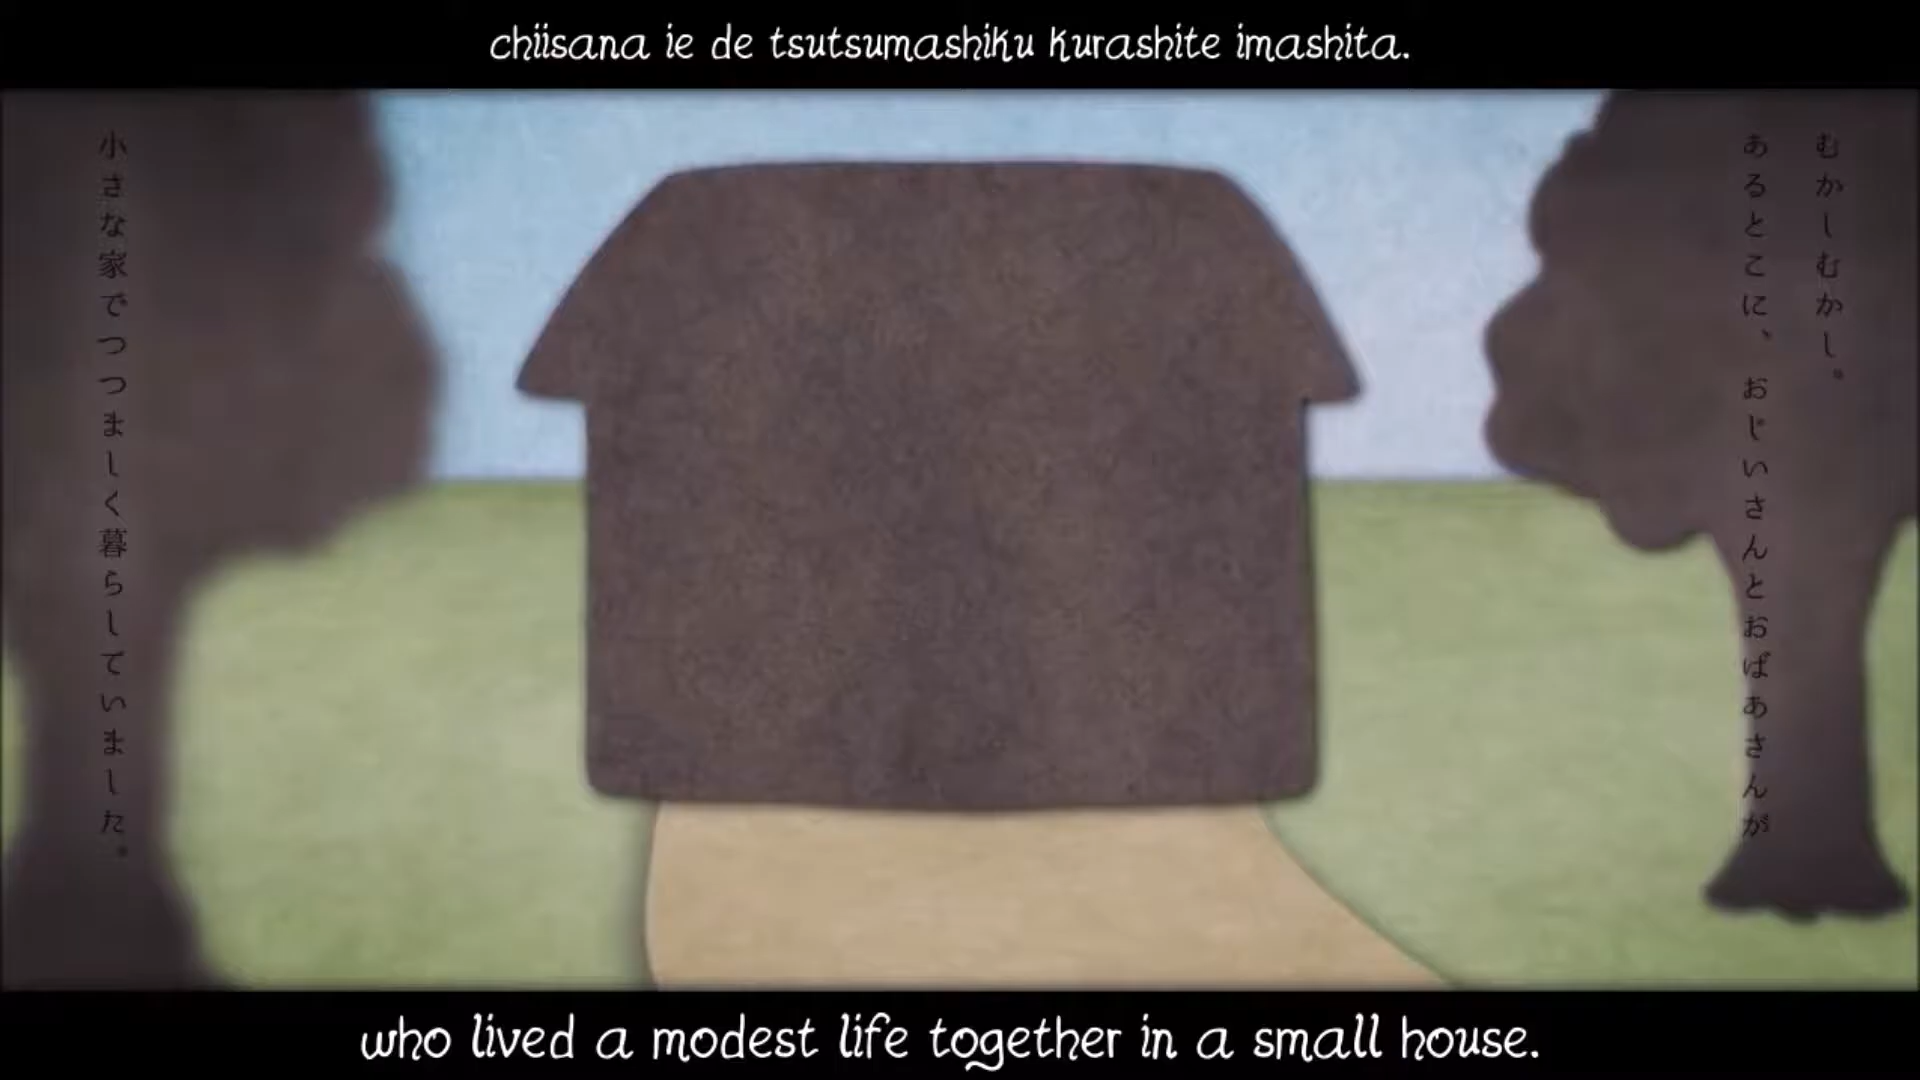 chiisana ie de tsutsumashiku kurashite imashita.
むかしむかし。
あるとこに、おじいさんとおばあさんが
小さな家でつつましく暮らしていました。
who lived a modest life together in a small house.